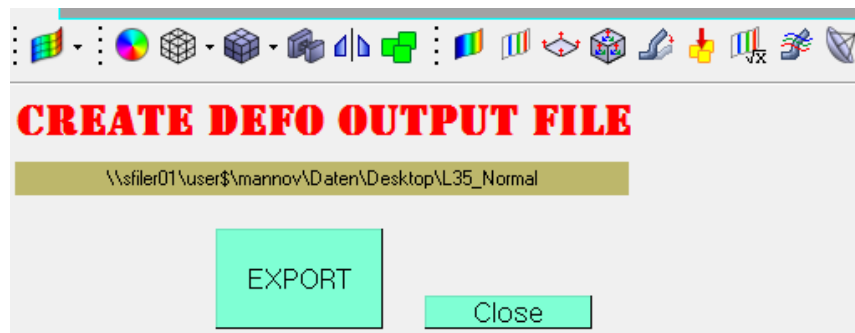 CREATE DEFO OUTPUT FILE
\\sfiler01\user$\mannov\Daten\Desktop\L35_Normal
EXPORT
Close